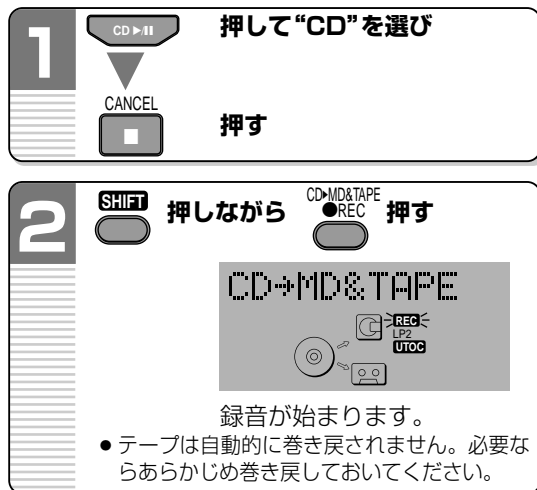 1
CD ▶/II
押して“CD”を選び
CANCEL
■
押す
2
SHIFT 押しながら
CD▶MD&TAPE
●REC
押す
CD→MD&TAPE
REC
LP2
UTOC
録音が始まります。
● テープは自動的に巻き戻されません。必要な
らあらかじめ巻き戻しておいてください。